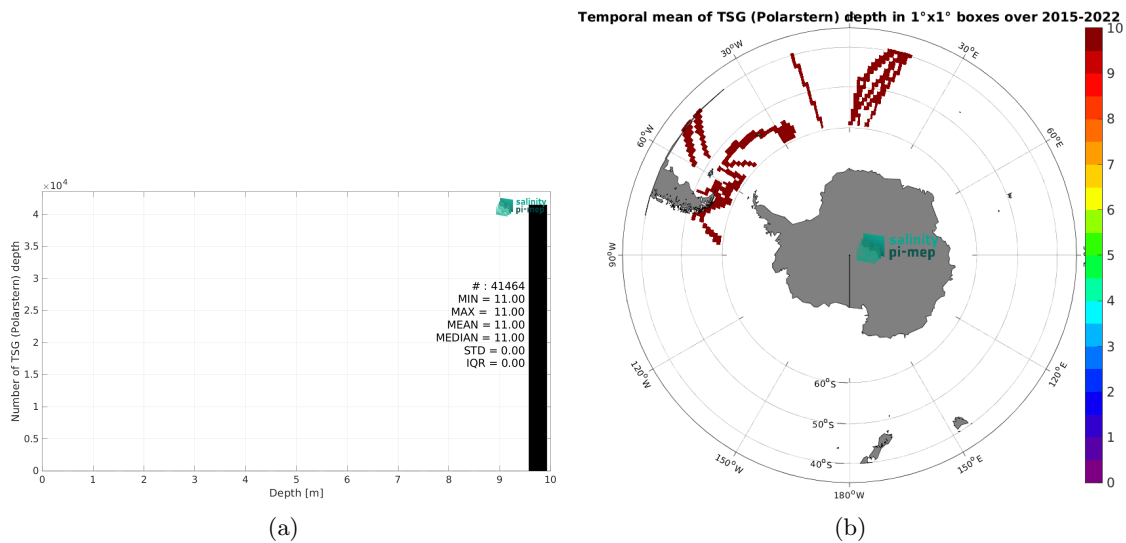 ×10⁴
4
3.5
3
2.5
2
1.5
1
0.5
0
Number of TSG (Polarstern) depth
salinity
pi-mep
# : 41464
MIN = 11.00
MAX = 11.00
MEAN = 11.00
MEDIAN = 11.00
STD = 0.00
IQR = 0.00
0 1 2 3 4 5 6 7 8 9 10
Depth [m]
(a)
Temporal mean of TSG (Polarstern) depth in 1°x1° boxes over 2015-2022
30°W
30°E
60°W
60°E
90°W
120°W
120°E
150°W
150°E
180°W
60°S
50°S
40°S
salinity
pi-mep
10
9
8
7
6
5
4
3
2
1
0
(b)